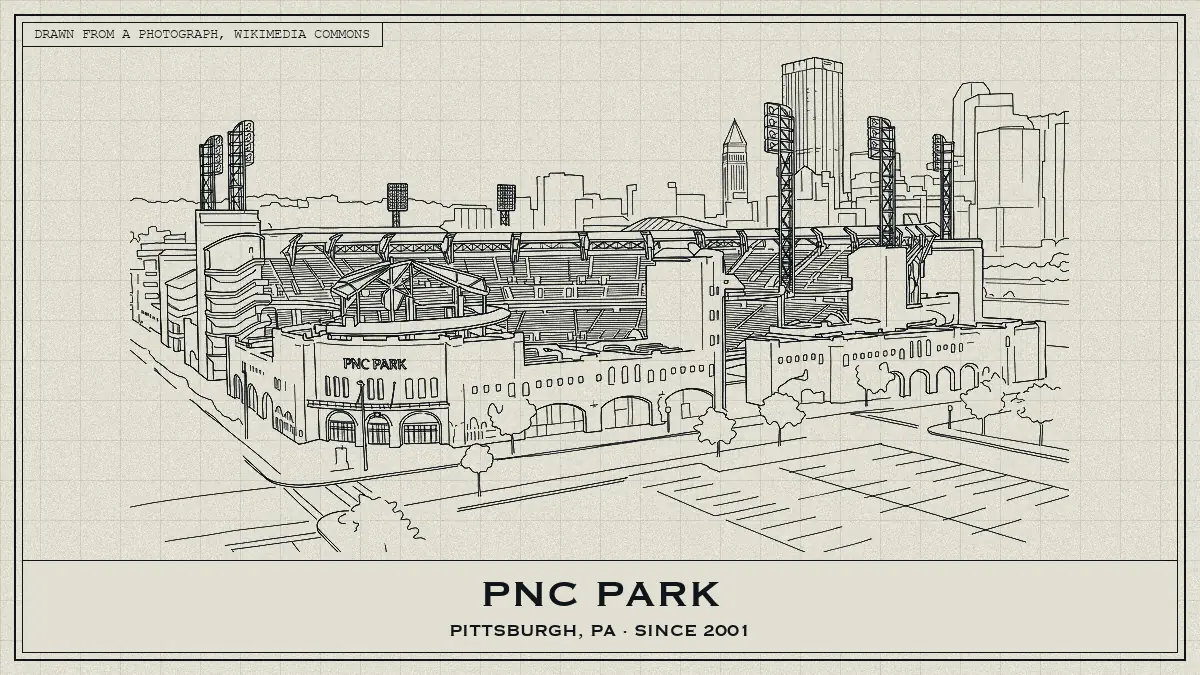 DRAWN FROM A PHOTOGRAPH, WIKIMEDIA COMMONS
PNC PARK
PNC PARK
PITTSBURGH, PA · SINCE 2001